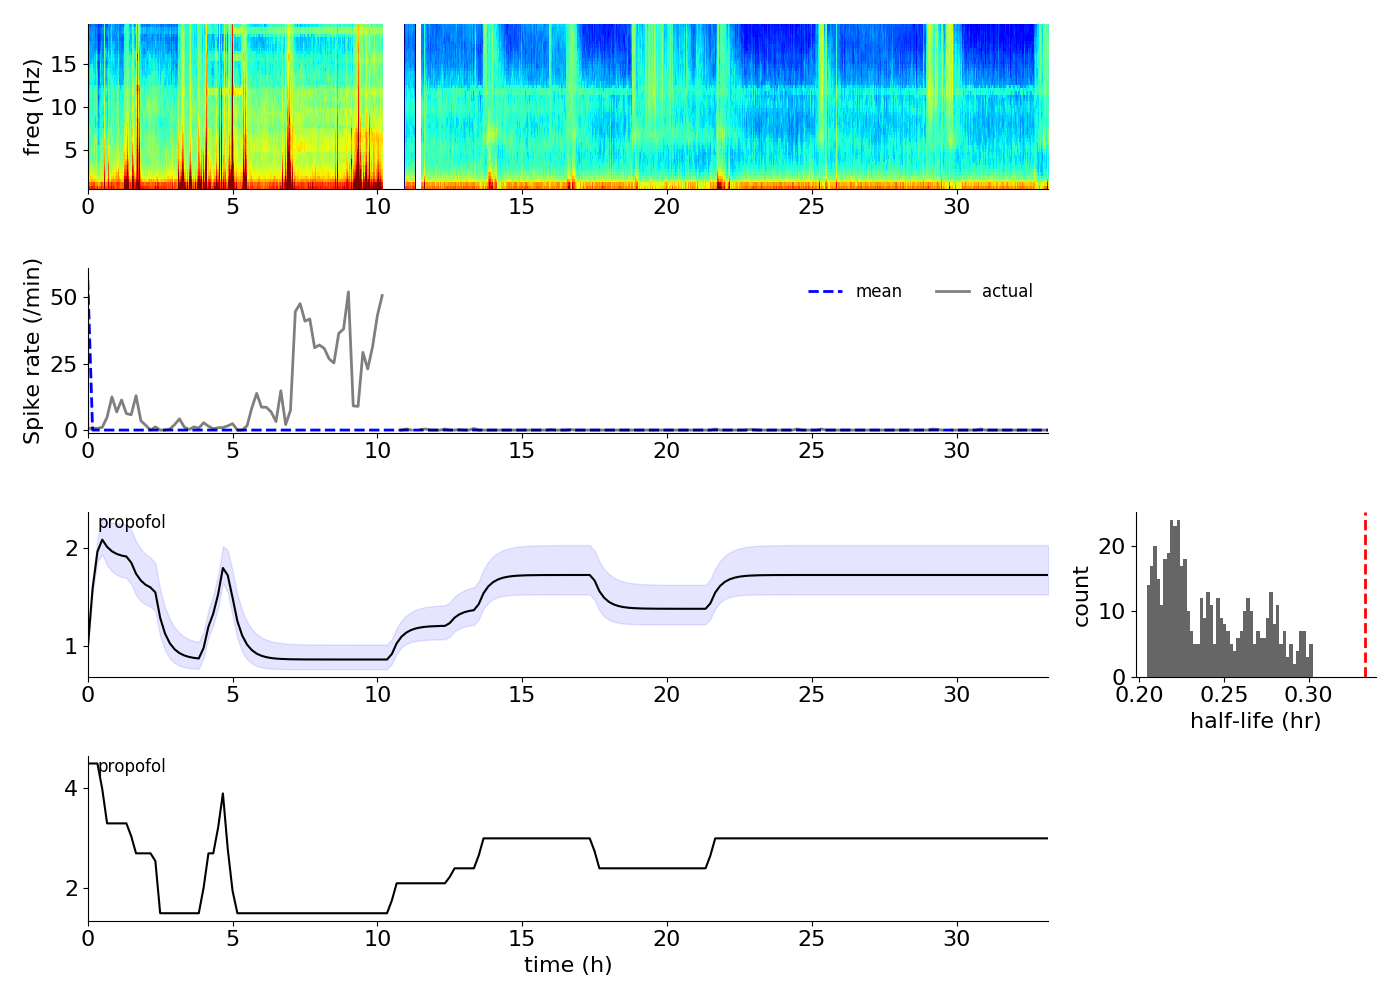 freq (Hz)
15
10
5
0 5 10 15 20 25 30
Spike rate (/min)
50
25
0
mean actual
0 5 10 15 20 25 30
propofol
2
1
0 5 10 15 20 25 30
count
20
10
0
0.20 0.25 0.30
half-life (hr)
propofol
4
2
0 5 10 15 20 25 30
time (h)